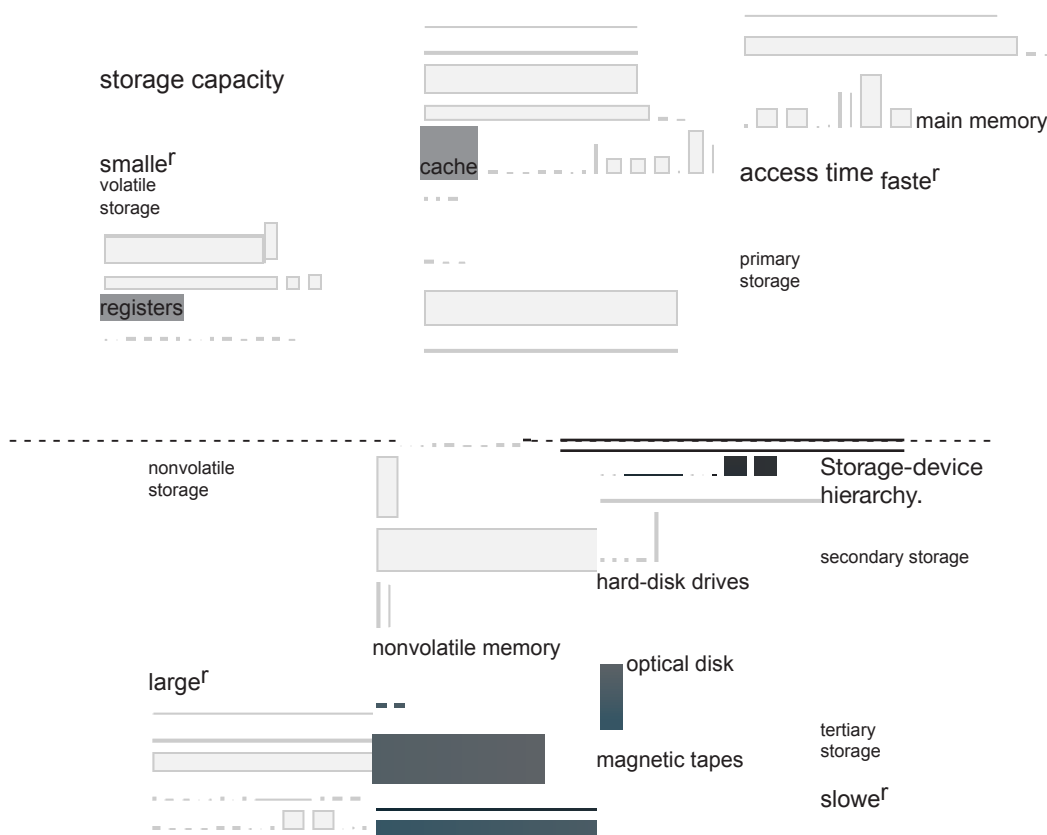 storage capacity
smaller
volatile
storage
registers
cache
main memory
access time faster
primary
storage
nonvolatile
storage
Storage-device
hierarchy.
secondary storage
hard-disk drives
nonvolatile memory
optical disk
larger
tertiary
storage
magnetic tapes
slower